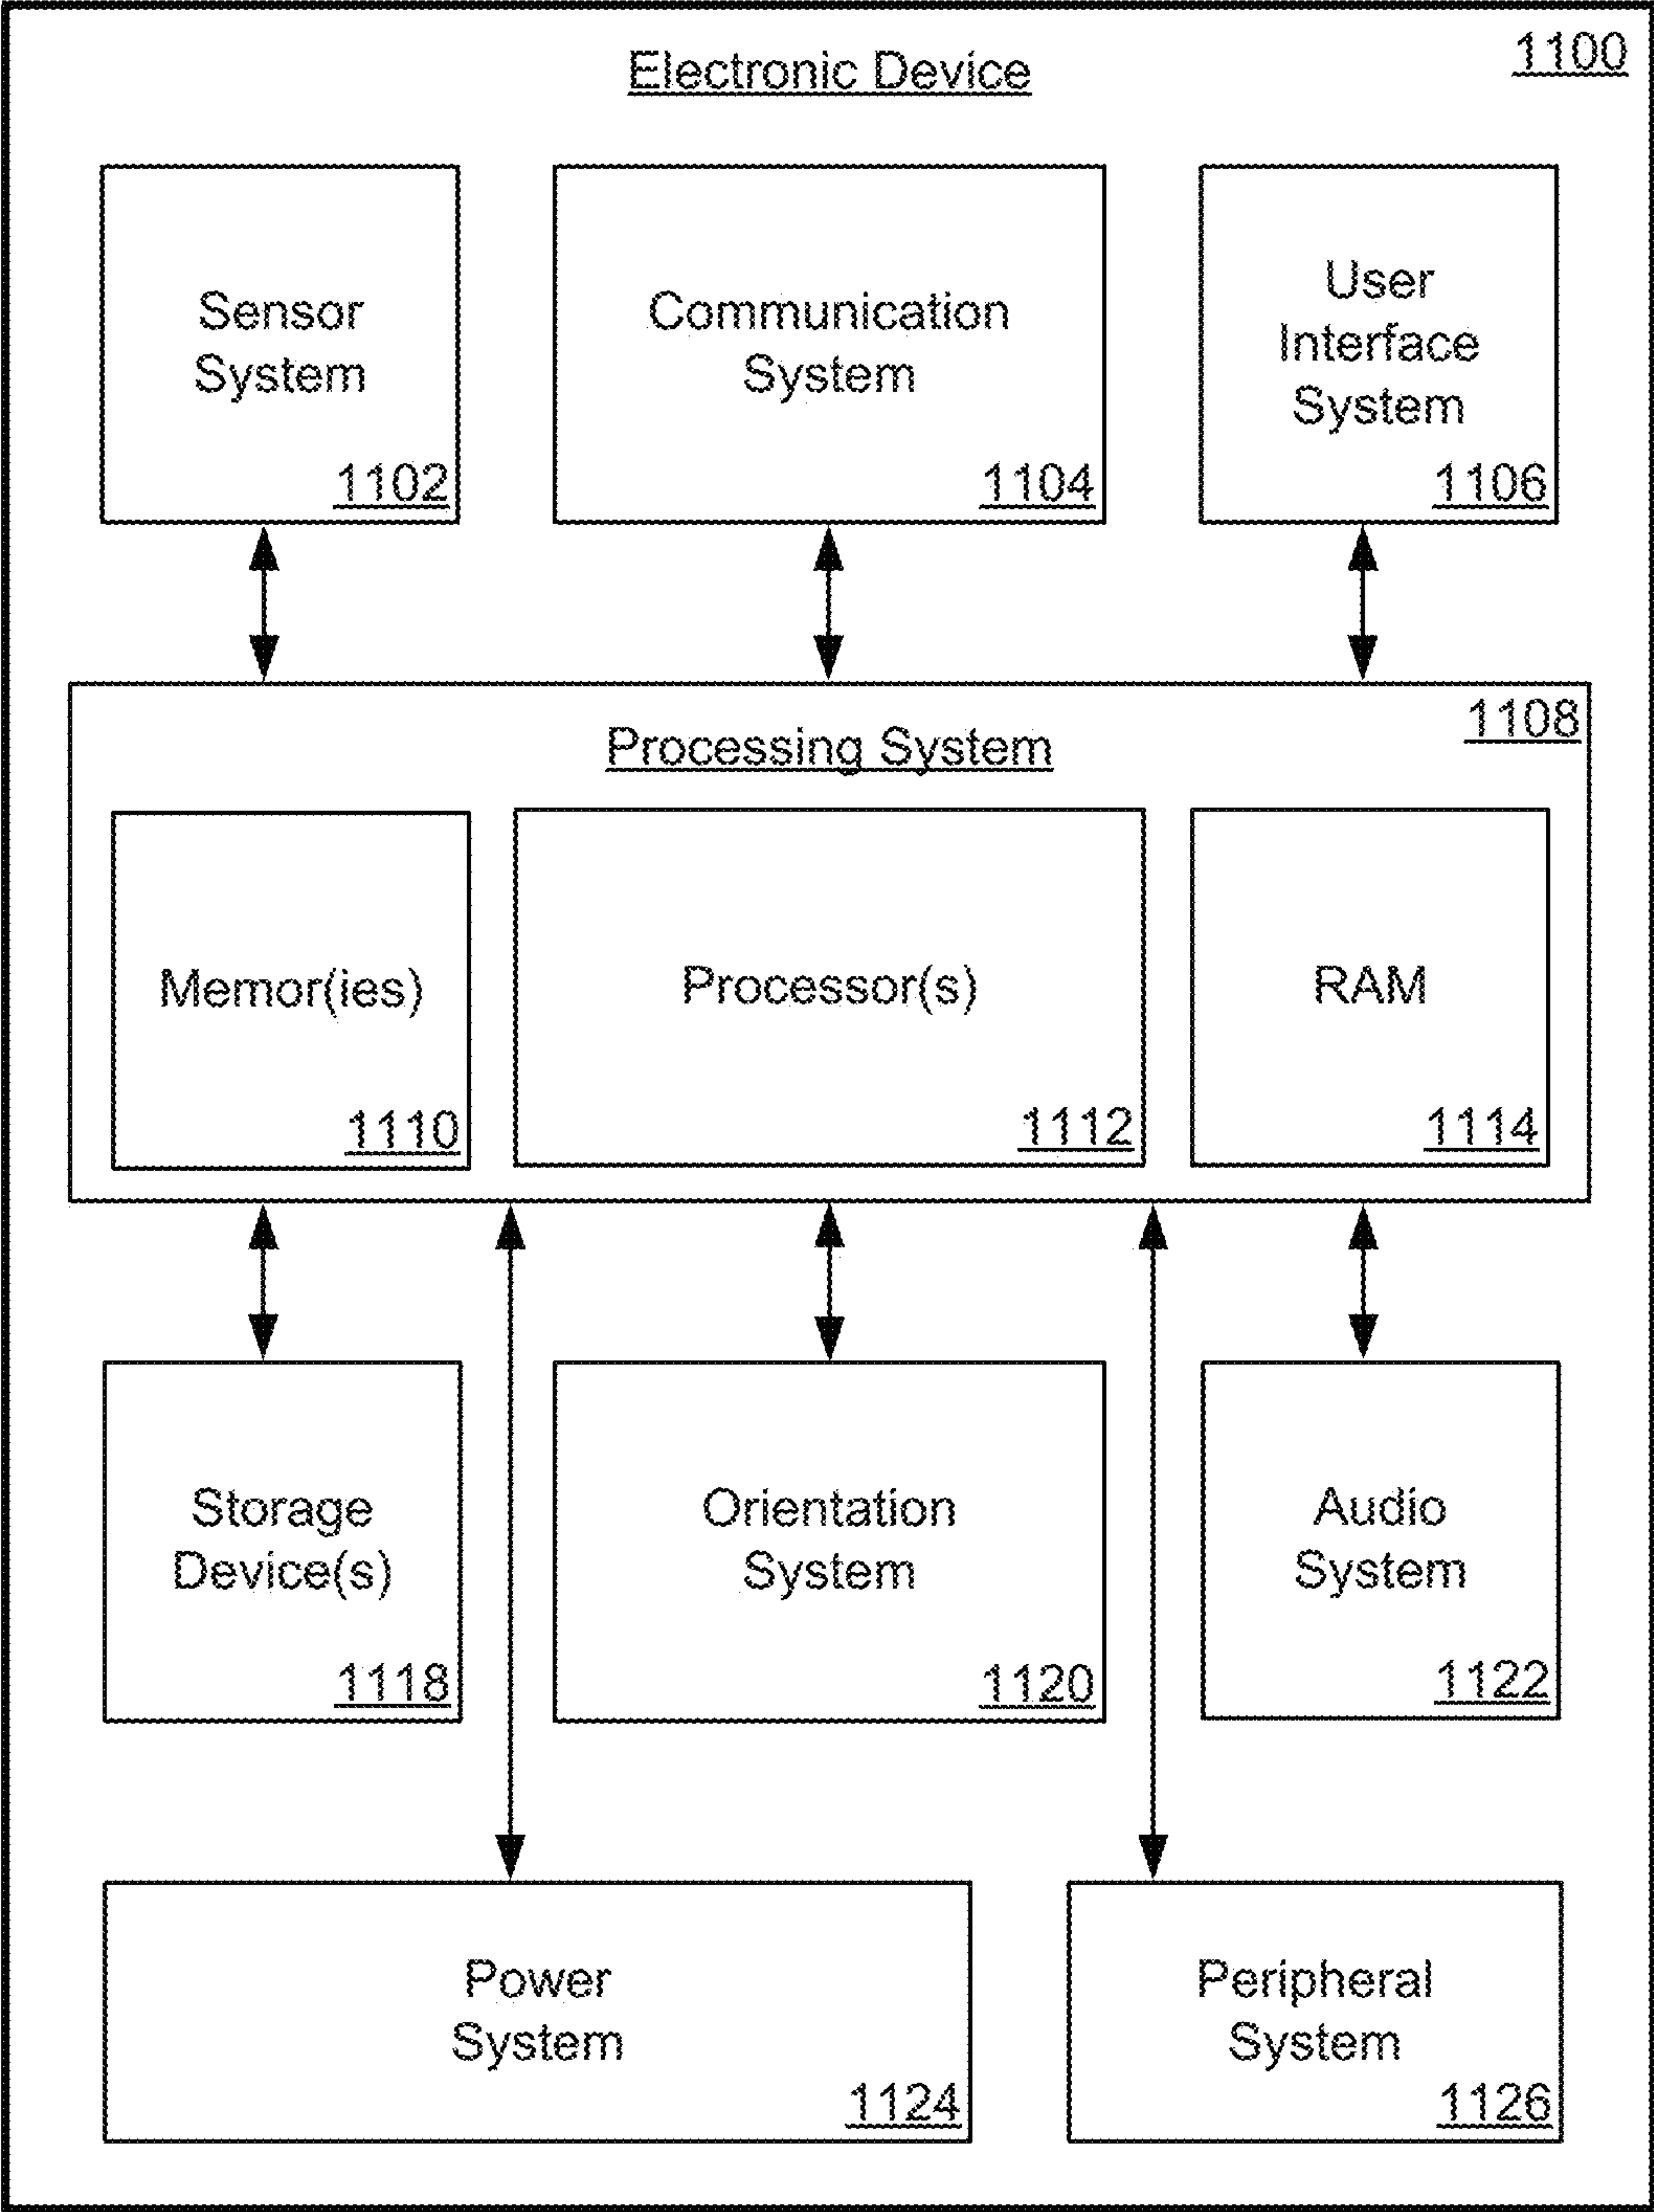 Electronic Device
1100
Sensor
System
1102
Communication
System
1104
User
Interface
System
1106
Processing System
1108
Memor(ies)
1110
Processor(s)
1112
RAM
1114
Storage
Device(s)
1118
Orientation
System
1120
Audio
System
1122
Power
System
1124
Peripheral
System
1126